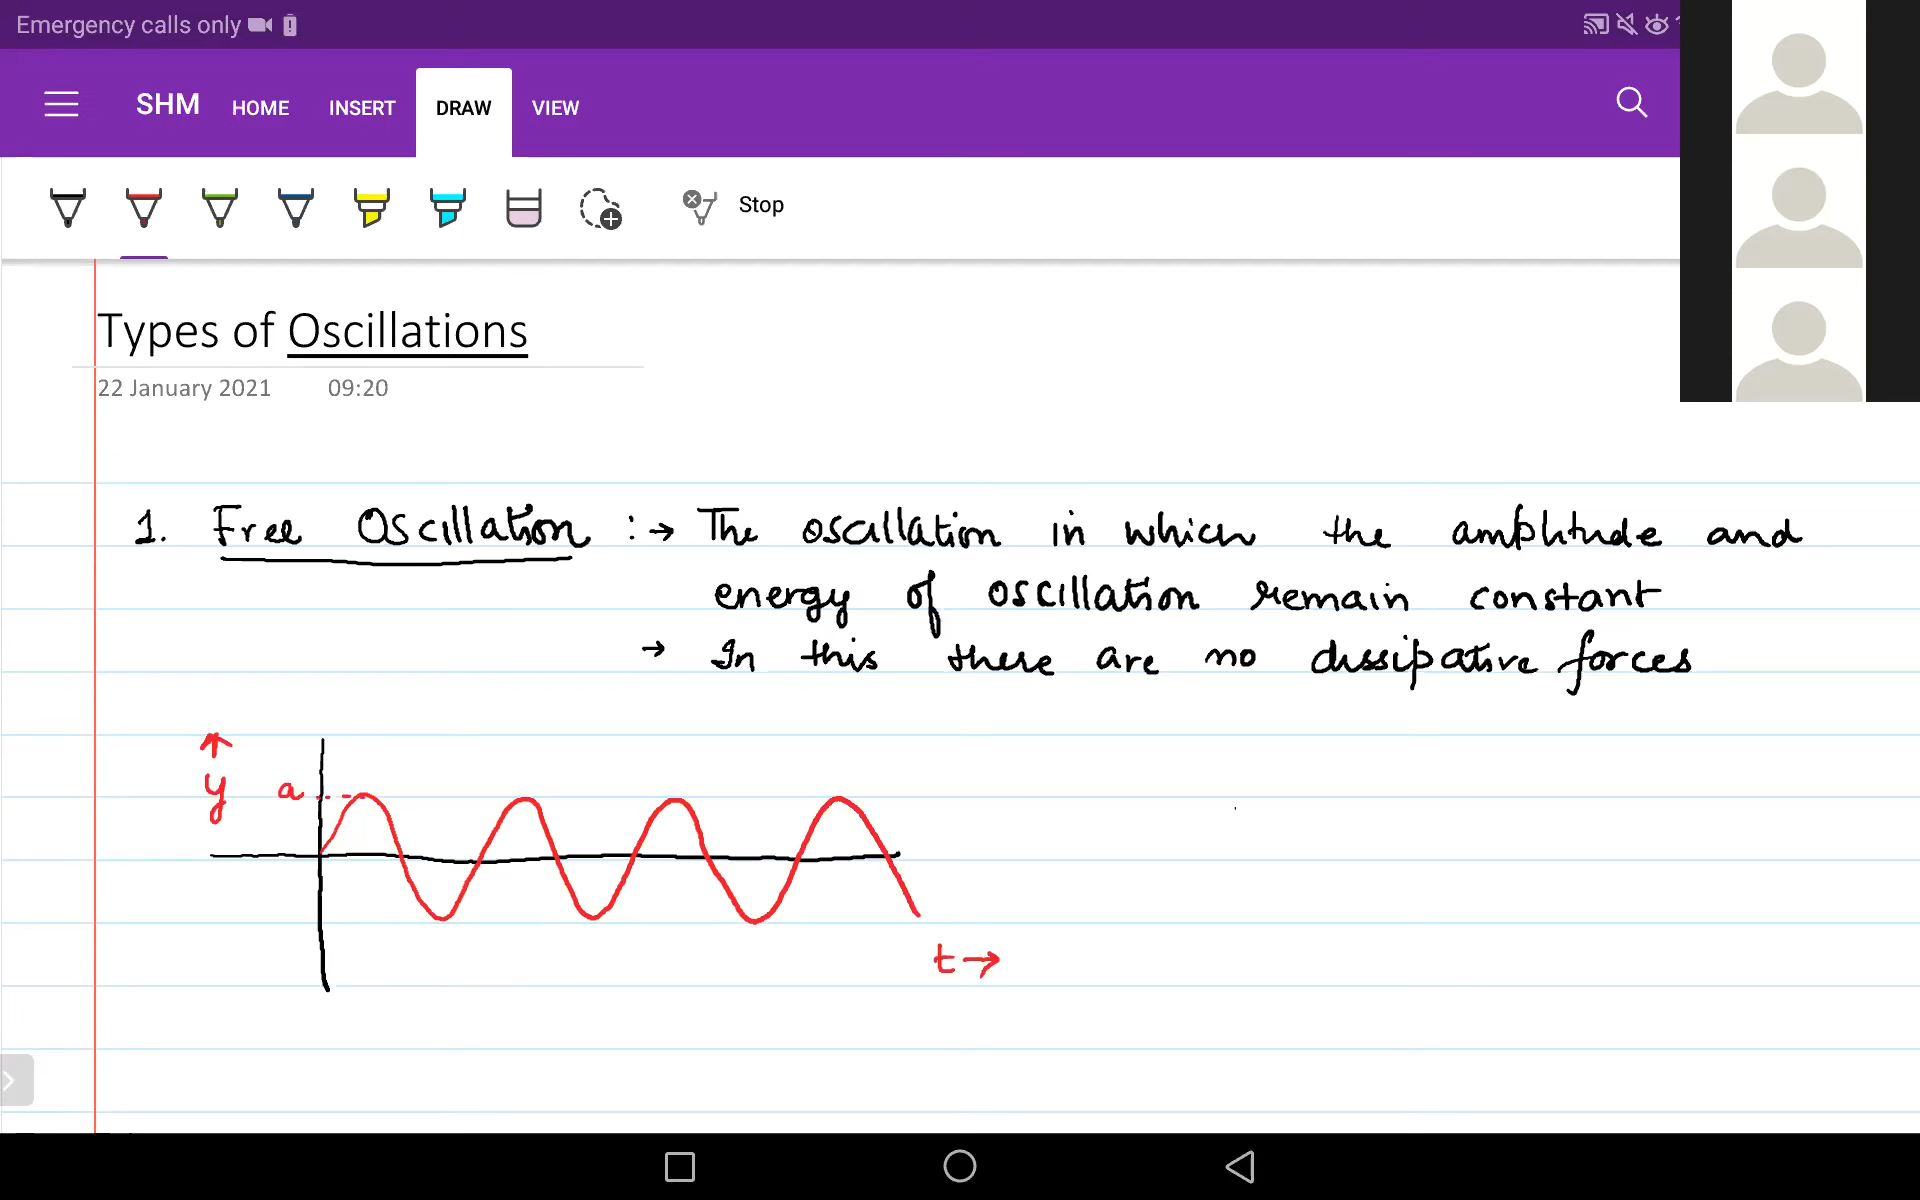 Emergency calls only
SHM HOME INSERT DRAW VIEW
Stop
Types of Oscillations
22 January 2021 09:20
1. Free Oscillation :→ The oscillation in which the amplitude and
energy of oscillation remain constant
→ In this there are no dissipative forces
y
a
t→